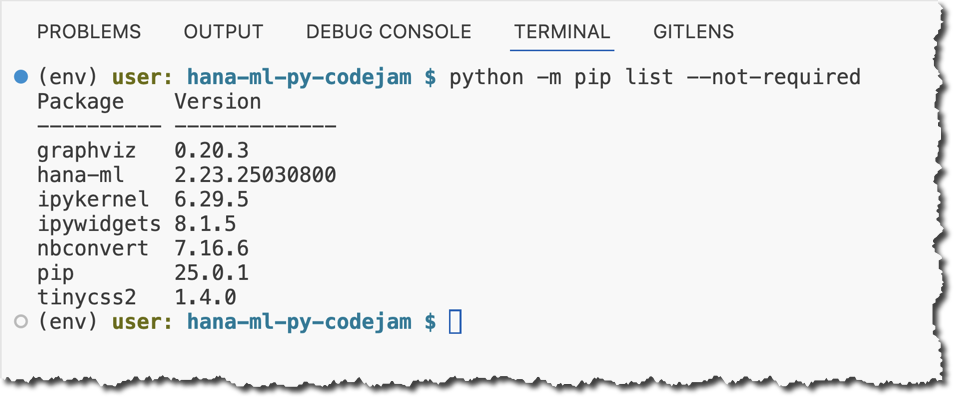 PROBLEMS OUTPUT DEBUG CONSOLE TERMINAL GITLENS
(env) user: hana-ml-py-codejam $ python -m pip list --not-required
Package Version
---------- -------------
graphviz 0.20.3
hana-ml 2.23.25030800
ipykernel 6.29.5
ipywidgets 8.1.5
nbconvert 7.16.6
pip 25.0.1
tinycss2 1.4.0
(env) user: hana-ml-py-codejam $